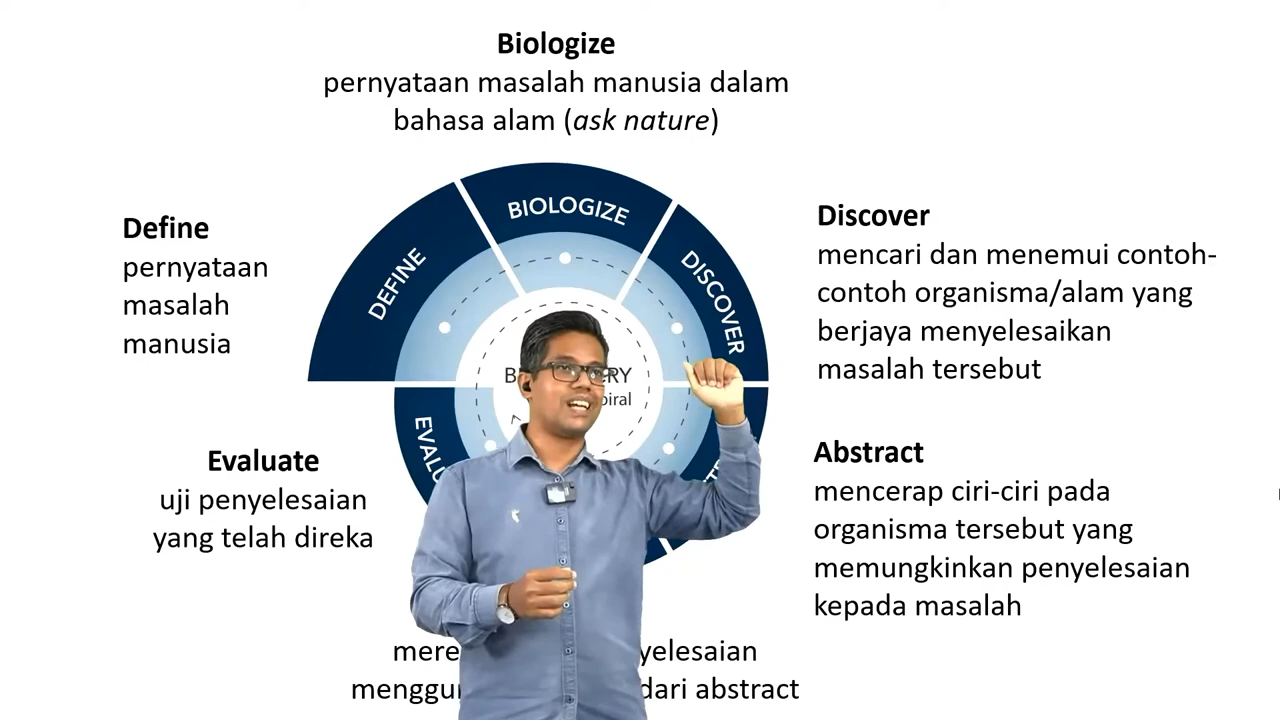 Biologize
pernyataan masalah manusia dalam
bahasa alam (ask nature)
Define
pernyataan
masalah
manusia
BIOLOGIZE
DEFINE
DISCOVER
Discover
mencari dan menemui contoh-
contoh organisma/alam yang
berjaya menyelesaikan
masalah tersebut
Evaluate
uji penyelesaian
yang telah direka
Abstract
mencerap ciri-ciri pada
organisma tersebut yang
memungkinkan penyelesaian
kepada masalah
dari abstract